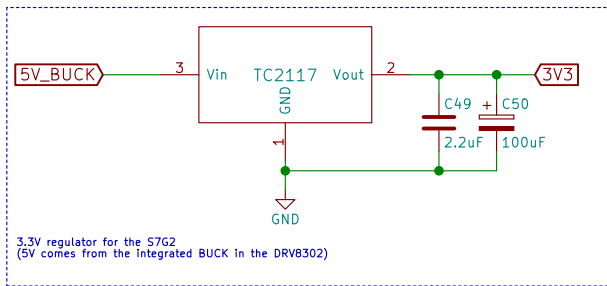 5V_BUCK
3
Vin
TC2117
Vout
2
3V3
GND
1
C49
2.2uF
+
C50
100uF
GND
3.3V regulator for the S7G2
(5V comes from the integrated BUCK in the DRV8302)